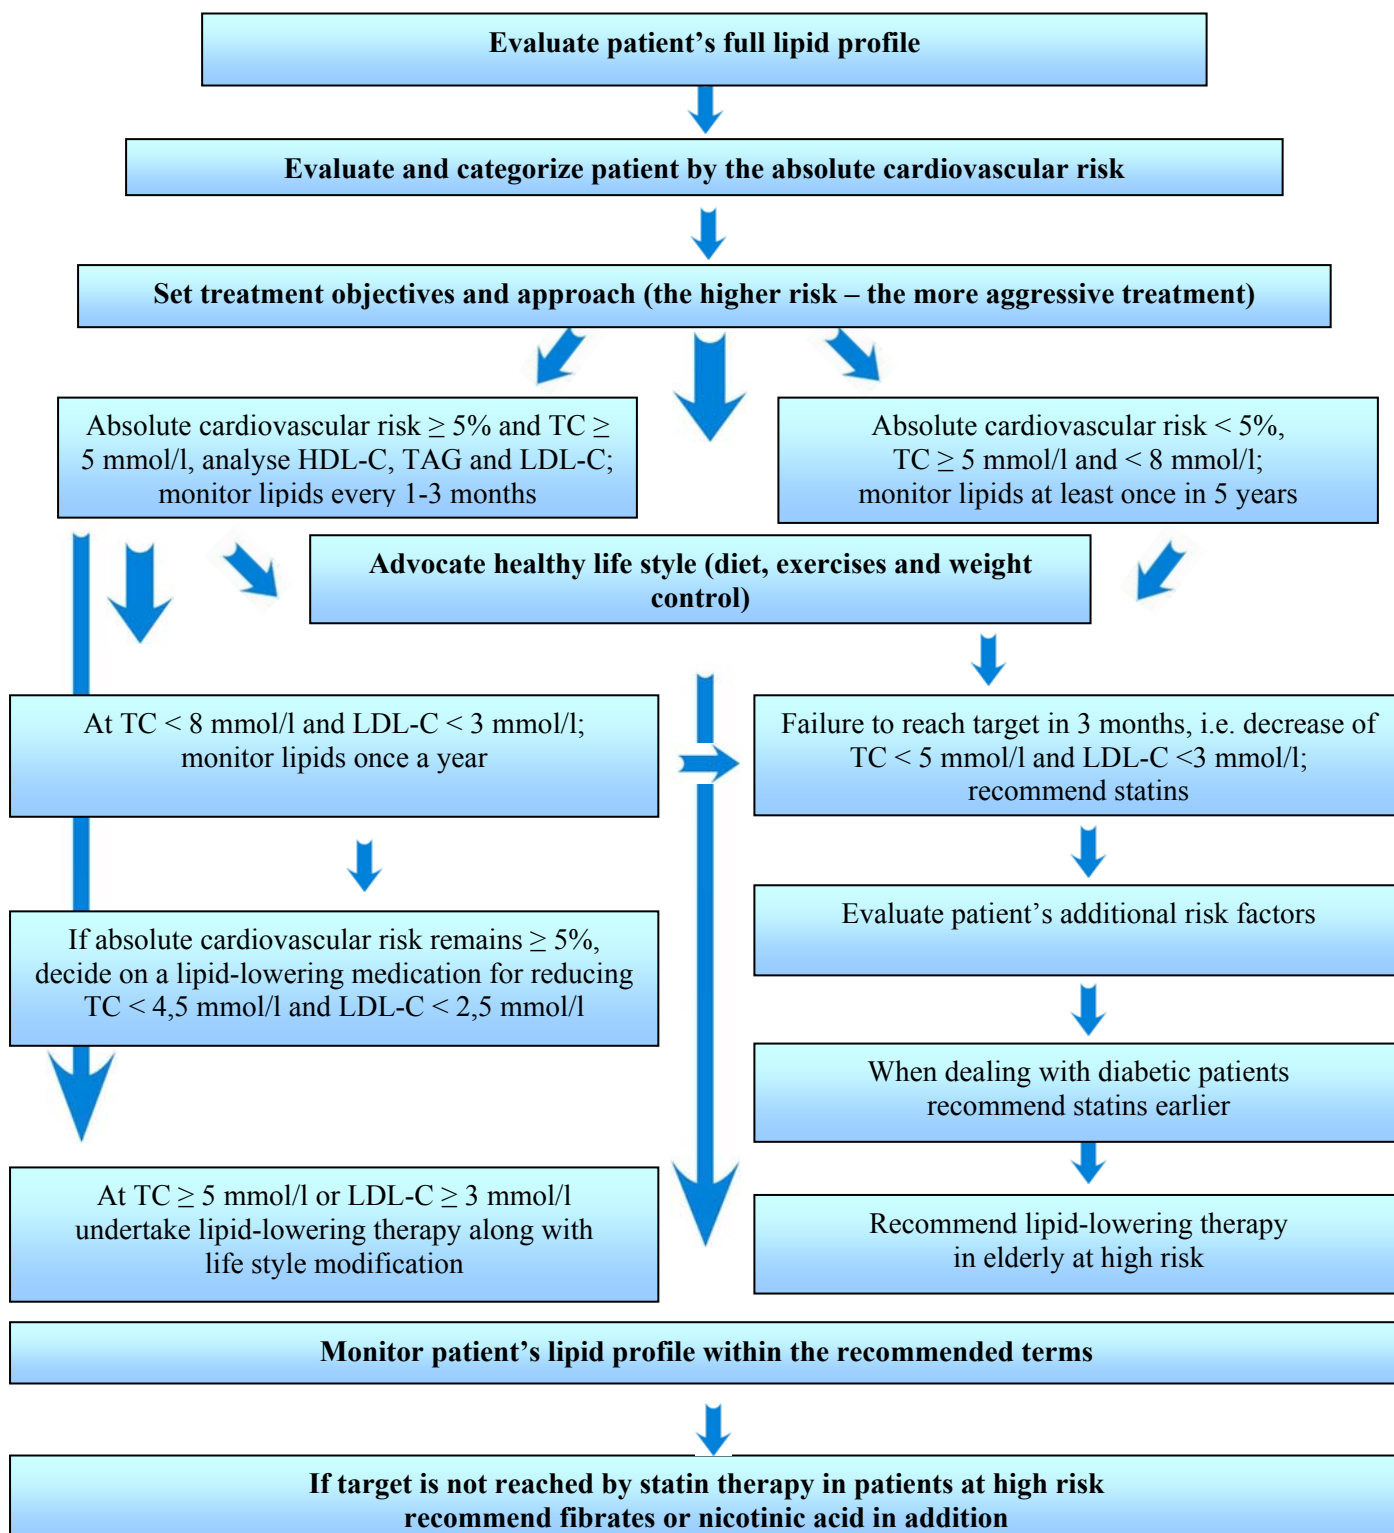 Evaluate patient’s full lipid profile
Evaluate and categorize patient by the absolute cardiovascular risk
Set treatment objectives and approach (the higher risk – the more aggressive treatment)
Absolute cardiovascular risk ≥ 5% and TC ≥
5 mmol/l, analyse HDL-C, TAG and LDL-C;
monitor lipids every 1-3 months
Absolute cardiovascular risk < 5%,
TC ≥ 5 mmol/l and < 8 mmol/l;
monitor lipids at least once in 5 years
Advocate healthy life style (diet, exercises and weight
control)
At TC < 8 mmol/l and LDL-C < 3 mmol/l;
monitor lipids once a year
Failure to reach target in 3 months, i.e. decrease of
TC < 5 mmol/l and LDL-C <3 mmol/l;
recommend statins
If absolute cardiovascular risk remains ≥ 5%,
decide on a lipid-lowering medication for reducing
TC < 4,5 mmol/l and LDL-C < 2,5 mmol/l
Evaluate patient’s additional risk factors
When dealing with diabetic patients
recommend statins earlier
At TC ≥ 5 mmol/l or LDL-C ≥ 3 mmol/l
undertake lipid-lowering therapy along with
life style modification
Recommend lipid-lowering therapy
in elderly at high risk
Monitor patient’s lipid profile within the recommended terms
If target is not reached by statin therapy in patients at high risk
recommend fibrates or nicotinic acid in addition